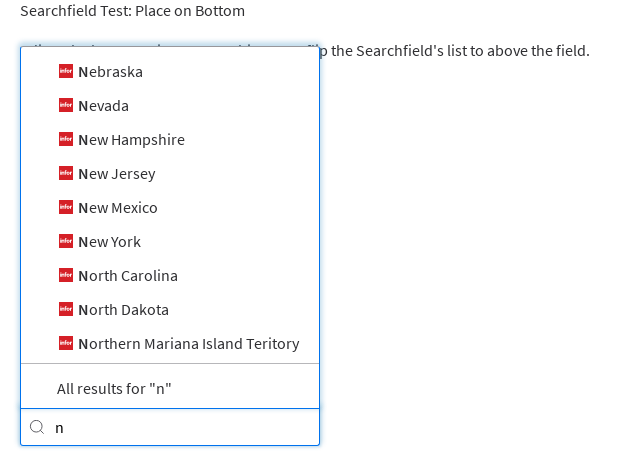 Searchfield Test: Place on Bottom
the Searchfield's list to above the field.
infor Nebraska
infor Nevada
infor New Hampshire
infor New Jersey
infor New Mexico
infor New York
infor North Carolina
infor North Dakota
infor Northern Mariana Island Teritory
All results for "n"
n